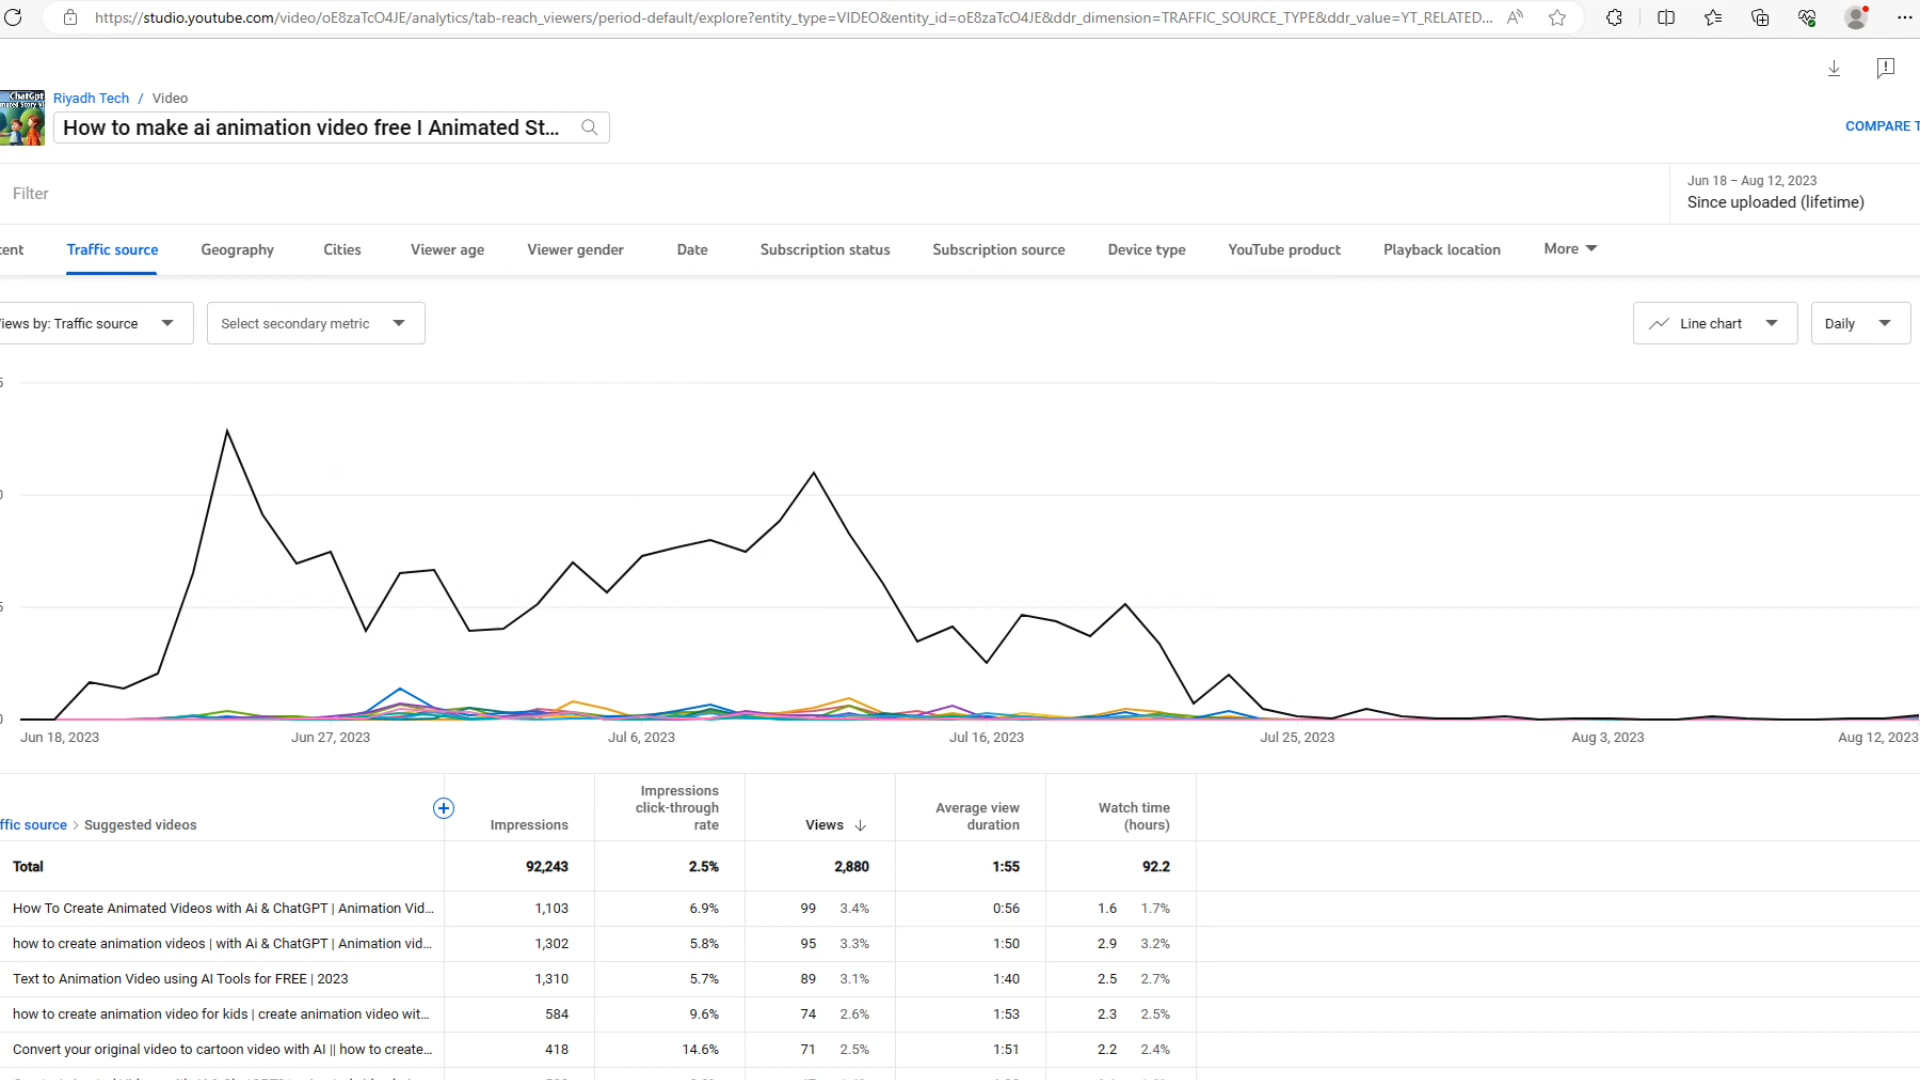 https://studio.youtube.com/video/oE8zaTcO4JE/analytics/tab-reach_viewers/period-default/explore?entity_type=VIDEO&entity_id=oE8zaTcO4JE&ddr_dimension=TRAFFIC_SOURCE_TYPE&ddr_value=YT_RELATED...
ChatGpt
Riyadh Tech / Video
How to make ai animation video free I Animated St...
COMPARE T
Filter
Jun 18 – Aug 12, 2023
Since uploaded (lifetime)
Traffic source Geography Cities Viewer age Viewer gender Date Subscription status Subscription source Device type YouTube product Playback location More
iews by: Traffic source Select secondary metric Line chart Daily
5
0
5
0
Jun 18, 2023 Jun 27, 2023 Jul 6, 2023 Jul 16, 2023 Jul 25, 2023 Aug 3, 2023 Aug 12, 2023
ffic source > Suggested videos Impressions Impressions click-through rate Views Average view duration Watch time (hours)
Total 92,243 2.5% 2,880 1:55 92.2
How To Create Animated Videos with Ai & ChatGPT | Animation Vid... 1,103 6.9% 99 3.4% 0:56 1.6 1.7%
how to create animation videos | with Ai & ChatGPT | Animation vid... 1,302 5.8% 95 3.3% 1:50 2.9 3.2%
Text to Animation Video using AI Tools for FREE | 2023 1,310 5.7% 89 3.1% 1:40 2.5 2.7%
how to create animation video for kids | create animation video wit... 584 9.6% 74 2.6% 1:53 2.3 2.5%
Convert your original video to cartoon video with AI || how to create... 418 14.6% 71 2.5% 1:51 2.2 2.4%